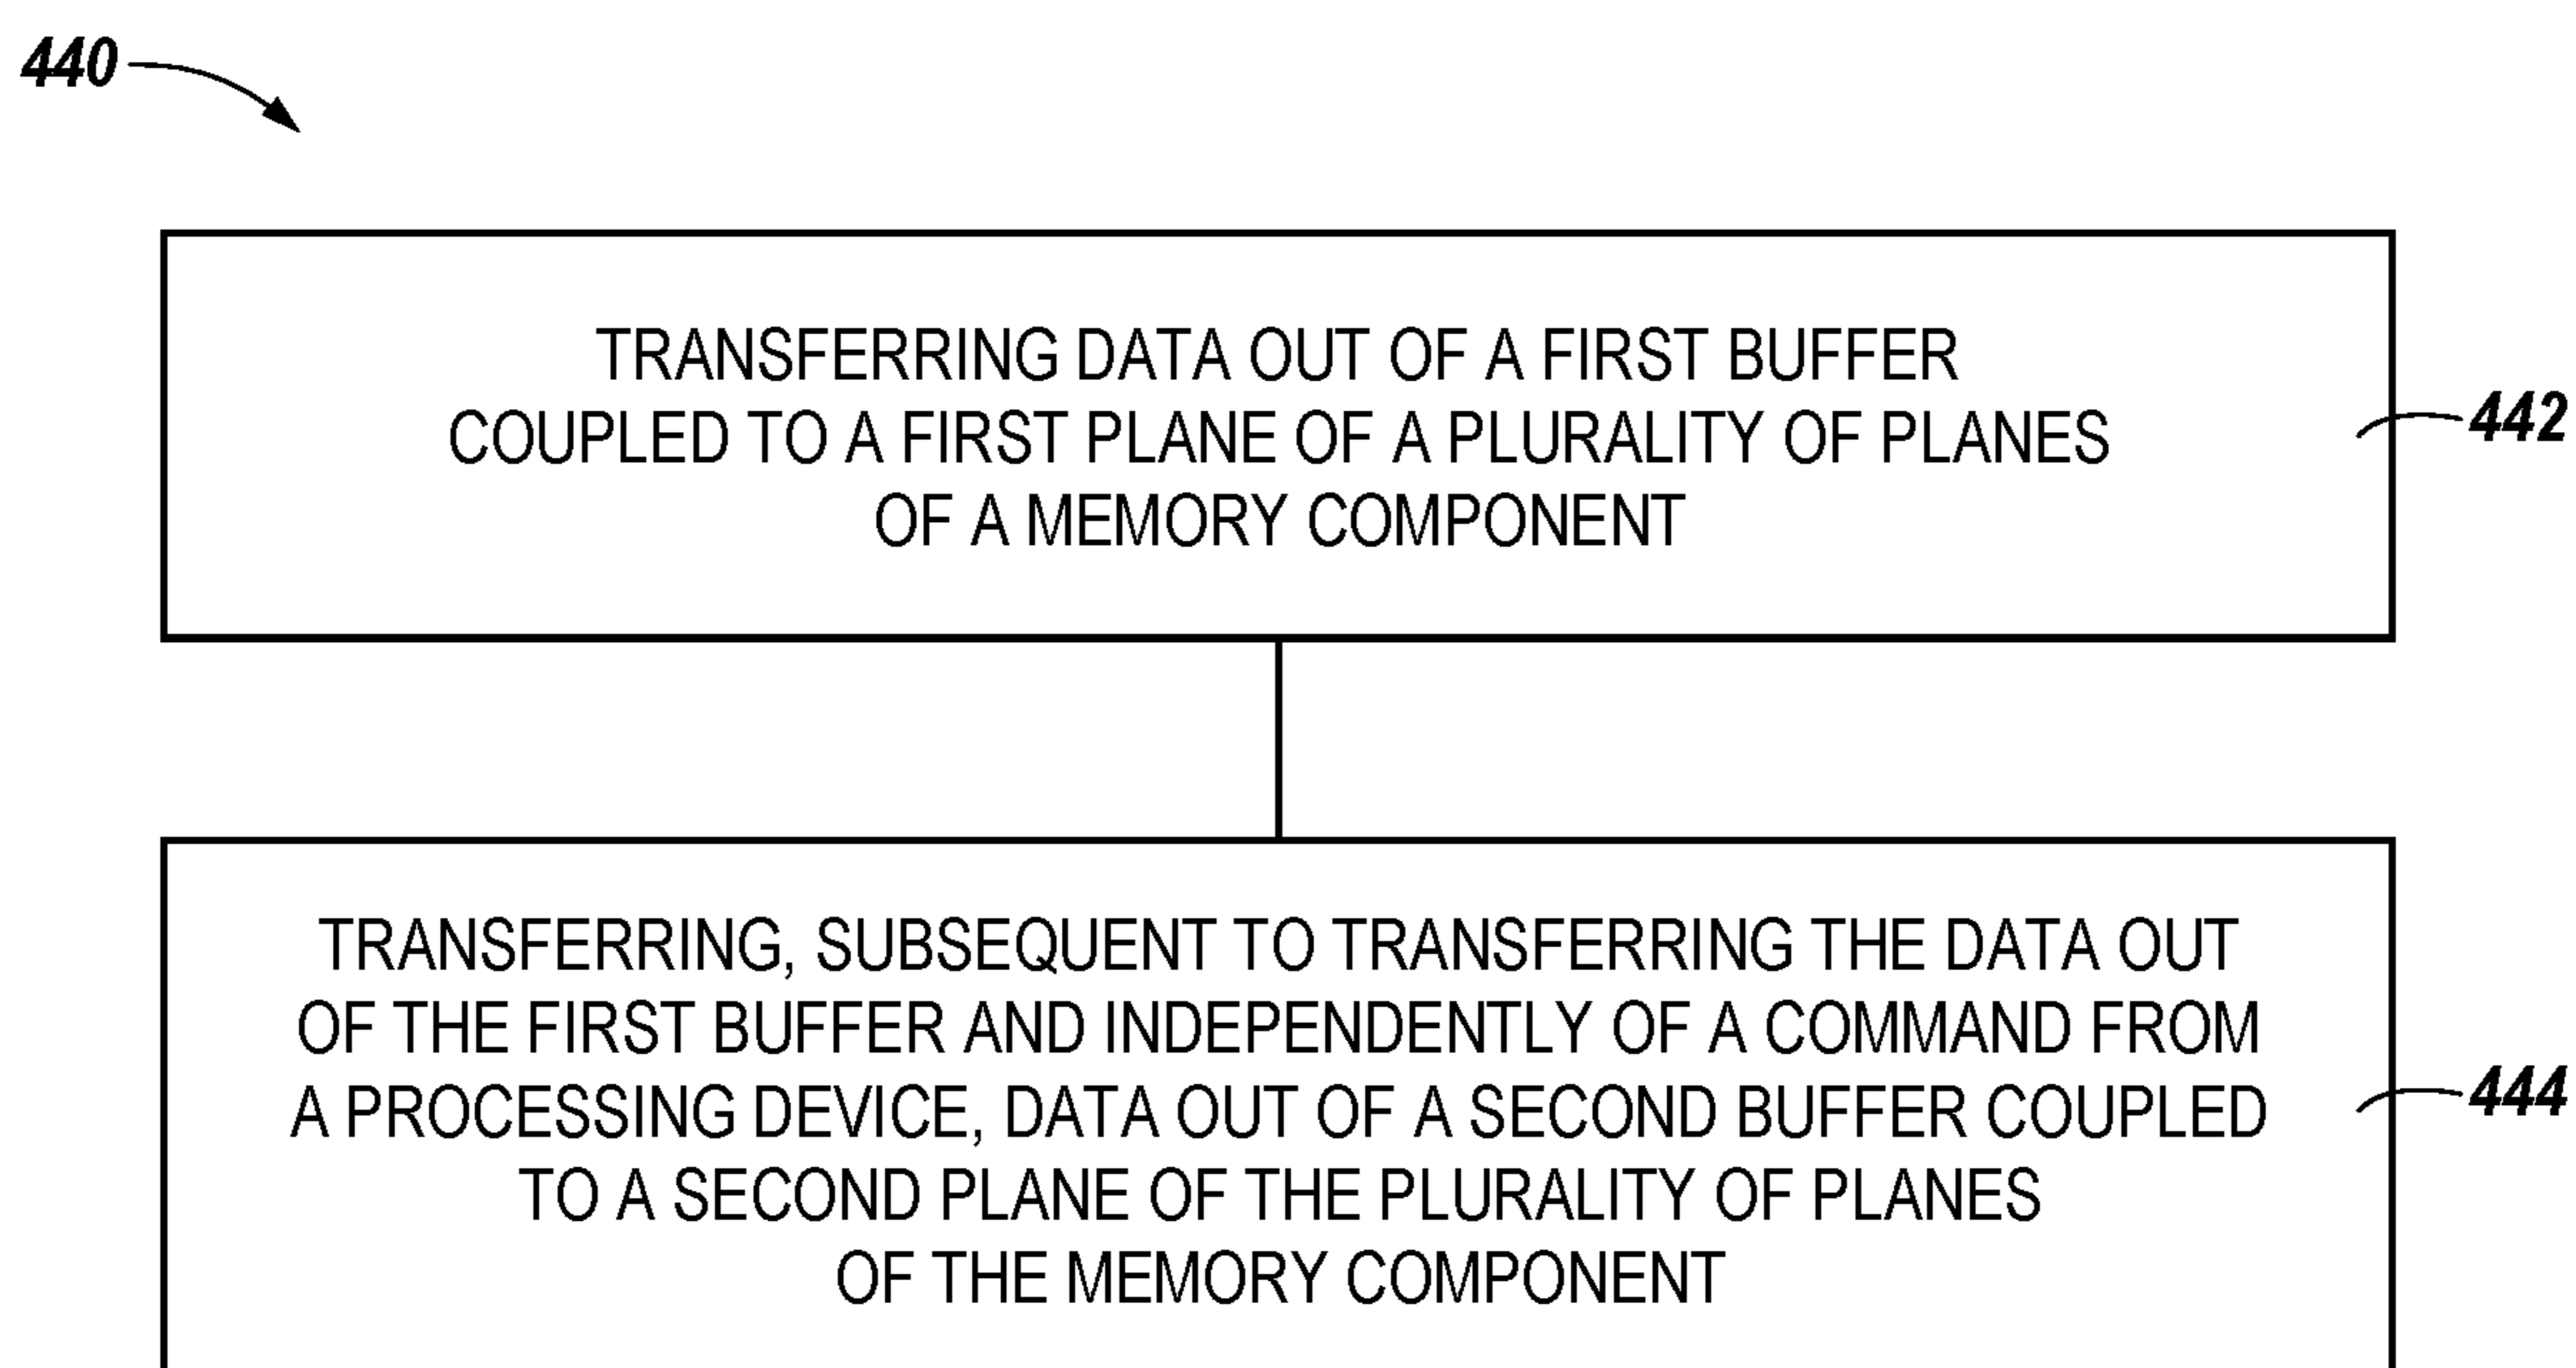 440
TRANSFERRING DATA OUT OF A FIRST BUFFER
COUPLED TO A FIRST PLANE OF A PLURALITY OF PLANES
OF A MEMORY COMPONENT
442
TRANSFERRING, SUBSEQUENT TO TRANSFERRING THE DATA OUT
OF THE FIRST BUFFER AND INDEPENDENTLY OF A COMMAND FROM
A PROCESSING DEVICE, DATA OUT OF A SECOND BUFFER COUPLED
TO A SECOND PLANE OF THE PLURALITY OF PLANES
OF THE MEMORY COMPONENT
444